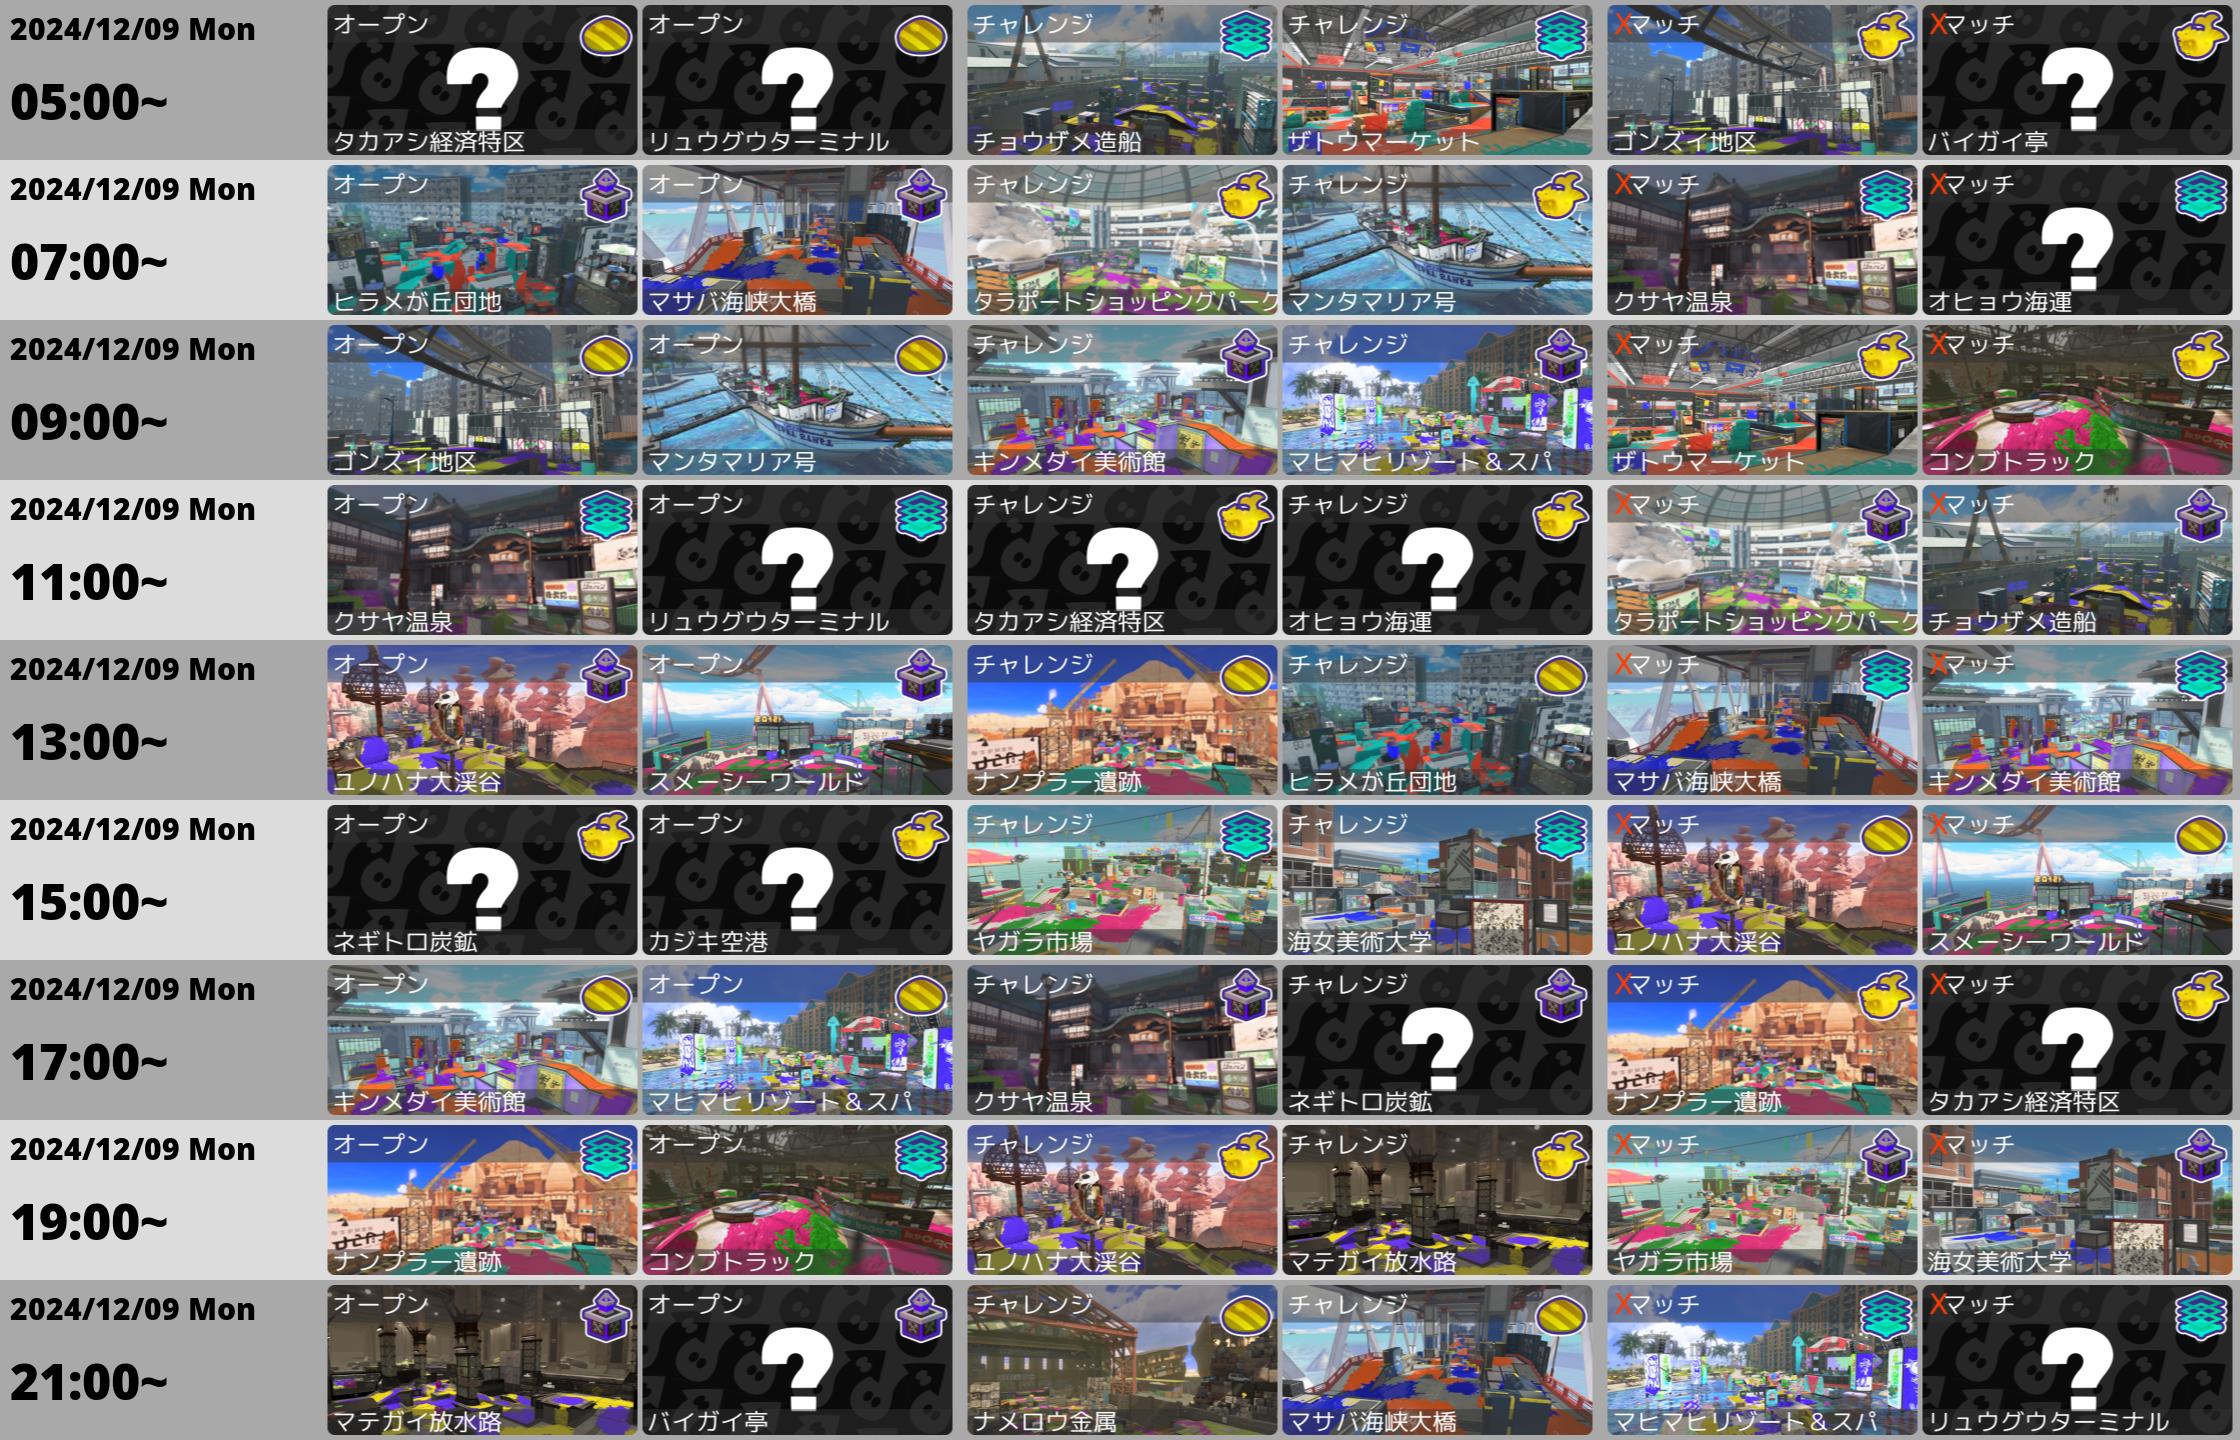 2024/12/09 Mon
05:00~
オープン
タカアシ経済特区
オープン
リュウグウターミナル
チャレンジ
チョウザメ造船
チャレンジ
ザトウマーケット
Xマッチ
ゴンズイ地区
Xマッチ
バイガイ亭
2024/12/09 Mon
07:00~
オープン
ヒラメが丘団地
オープン
マサバ海峡大橋
チャレンジ
タラポートショッピングパーク
チャレンジ
マンタマリア号
Xマッチ
クサヤ温泉
Xマッチ
オヒョウ海運
2024/12/09 Mon
09:00~
オープン
ゴンズイ地区
オープン
マンタマリア号
チャレンジ
キンメダイ美術館
チャレンジ
マヒマヒリゾート＆スパ
Xマッチ
ザトウマーケット
Xマッチ
コンブトラック
2024/12/09 Mon
11:00~
オープン
クサヤ温泉
オープン
リュウグウターミナル
チャレンジ
タカアシ経済特区
チャレンジ
オヒョウ海運
Xマッチ
タラポートショッピングパーク
Xマッチ
チョウザメ造船
2024/12/09 Mon
13:00~
オープン
ユノハナ大渓谷
オープン
スメーシーワールド
チャレンジ
ナンプラー遺跡
チャレンジ
ヒラメが丘団地
Xマッチ
マサバ海峡大橋
Xマッチ
キンメダイ美術館
2024/12/09 Mon
15:00~
オープン
ネギトロ炭鉱
オープン
カジキ空港
チャレンジ
ヤガラ市場
チャレンジ
海女美術大学
Xマッチ
ユノハナ大渓谷
Xマッチ
スメーシーワールド
2024/12/09 Mon
17:00~
オープン
キンメダイ美術館
オープン
マヒマヒリゾート＆スパ
チャレンジ
クサヤ温泉
チャレンジ
ネギトロ炭鉱
Xマッチ
ナンプラー遺跡
Xマッチ
タカアシ経済特区
2024/12/09 Mon
19:00~
オープン
ナンプラー遺跡
オープン
コンブトラック
チャレンジ
ユノハナ大渓谷
チャレンジ
マテガイ放水路
Xマッチ
ヤガラ市場
Xマッチ
海女美術大学
2024/12/09 Mon
21:00~
オープン
マテガイ放水路
オープン
バイガイ亭
チャレンジ
ナメロウ金属
チャレンジ
マサバ海峡大橋
Xマッチ
マヒマヒリゾート＆スパ
Xマッチ
リュウグウターミナル